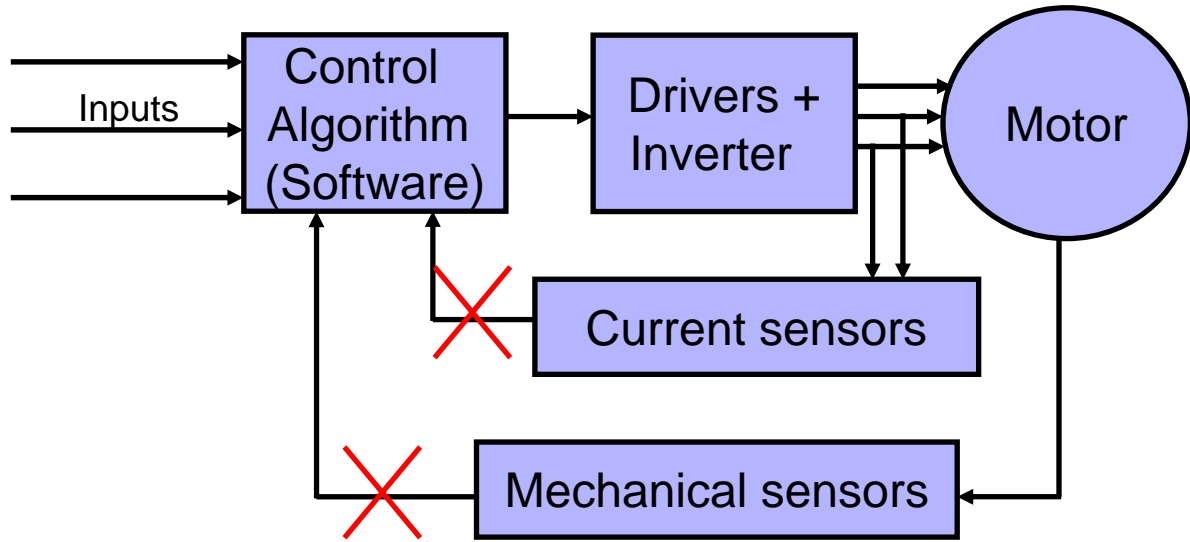 Inputs
Control
Algorithm
(Software)
Drivers +
Inverter
Motor
Current sensors
Mechanical sensors